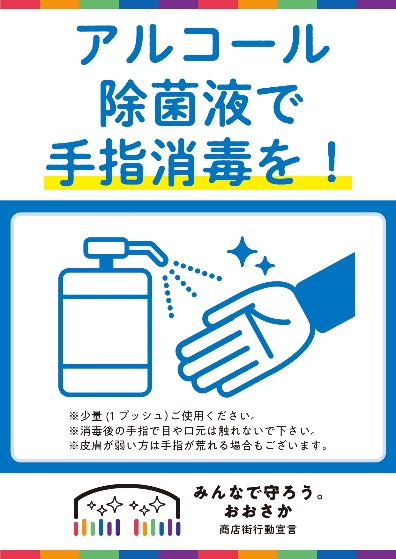 アルコール
除菌液で
手指消毒を！
※少量(1プッシュ)ご使用ください。
※消毒後の手指で目や口元は触れないで下さい。
※皮膚が弱い方は手指が荒れる場合もございます。
みんなで守ろう。
おおさか
商店街行動宣言